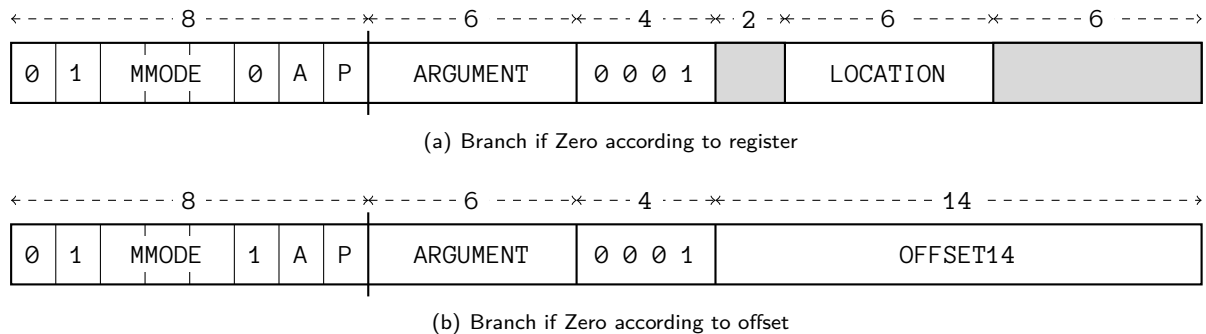 8 6 4 2 6 6
0 1 MMODE 0 A P ARGUMENT 0 0 0 1 LOCATION
(a) Branch if Zero according to register
8 6 4 14
0 1 MMODE 1 A P ARGUMENT 0 0 0 1 OFFSET14
(b) Branch if Zero according to offset